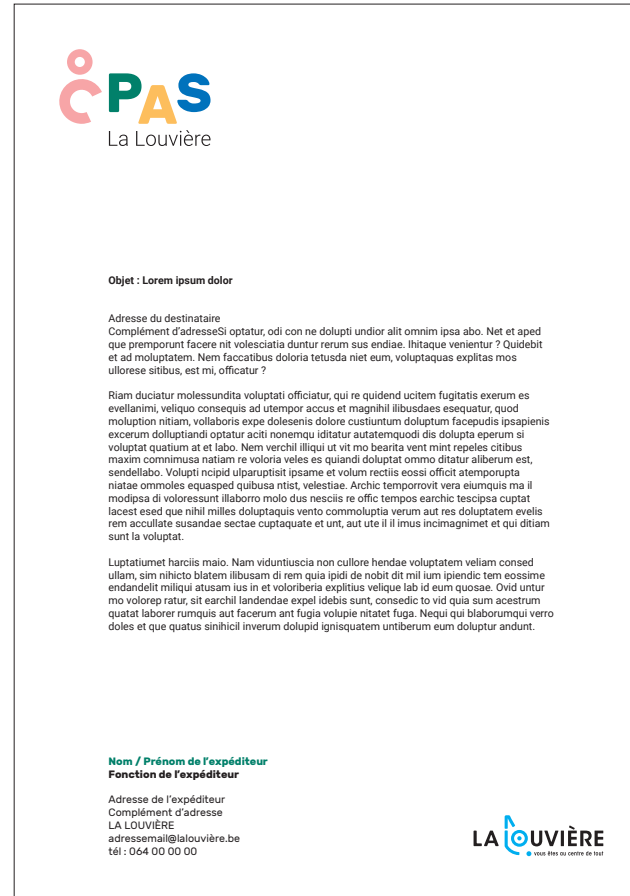 CPAS
La Louvière
Objet : Lorem ipsum dolor
Adresse du destinataire
Complément d'adresseSi optatur, odi con ne dolupti undior alit omnim ipsa abo. Net et aped
que premporunt facere nit volesciatia duntur rerum sus endiae. Ihitaque venientur ? Quidebit
et ad moluptatem. Nem faccatibus doloria tetusda niet eum, voluptaquas explitas mos
ullorese sitibus, est mi, officatur ?
Riam duciatur molessundita voluptati officiatur, qui re quidend ucitem fugitatis exerum es
evellanimi, veliquo consequis ad utempor accus et magnihil ilibusdaes esequatur, quod
moluption nitiam, vollaboris expe dolesenis dolore custiuntum doluptum facepudis ipsapienis
excerum dolluptiandi optatur aciti nonemqu iditatur autatemquodi dis dolupta eperum si
voluptat quatium at et labo. Nem verchil illiqui ut vit mo bearita vent mint repeles citibus
maxim comnimusa natiam re voloria veles es quiandi doluptat ommo ditatur aliberum est,
sendellabo. Volupti ncipid ulparuptisit ipsame et volum rectiis eossi officit atemporupta
niatae ommoles equasped quibusa ntist, velestiae. Archic temporrovit vera eiumquis ma il
modipsa di voloressunt illaborro molo dus nesciis re offic tempos earchic tescipsa cuptat
lacest esed que nihil milles doluptaquis vento commoluptia verum aut res doluptatem evelis
rem accullate susandae sectae cuptaquate et unt, aut ute il il imus incimagnimet et qui ditiam
sunt la voluptat.
Luptatiumet harciis maio. Nam viduntiuscia non cullore hendae voluptatem veliam consed
ullam, sim nihicto blatem ilibusam di rem quia ipidi de nobit dit mil ium ipiendic tem eossime
endandelit miliqui atusam ius in et voloriberia explitius velique lab id eum quosae. Ovid untur
mo volorep ratur, sit earchil landendae expel idebis sunt, consedic to vid quia sum acestrum
quatat laborer rumquis aut facerum ant fugia volupie nitatet fuga. Nequi qui blaborumqui verro
doles et que quatus sinihicil inverum dolupid ignisquatem untiberum eum doluptur andunt.
Nom / Prénom de l'expéditeur
Fonction de l'expéditeur
Adresse de l'expéditeur
Complément d'adresse
LA LOUVIÈRE
adressemail@lalouvière.be
tél : 064 00 00 00
LA LOUVIÈRE
vous êtes au centre de tout